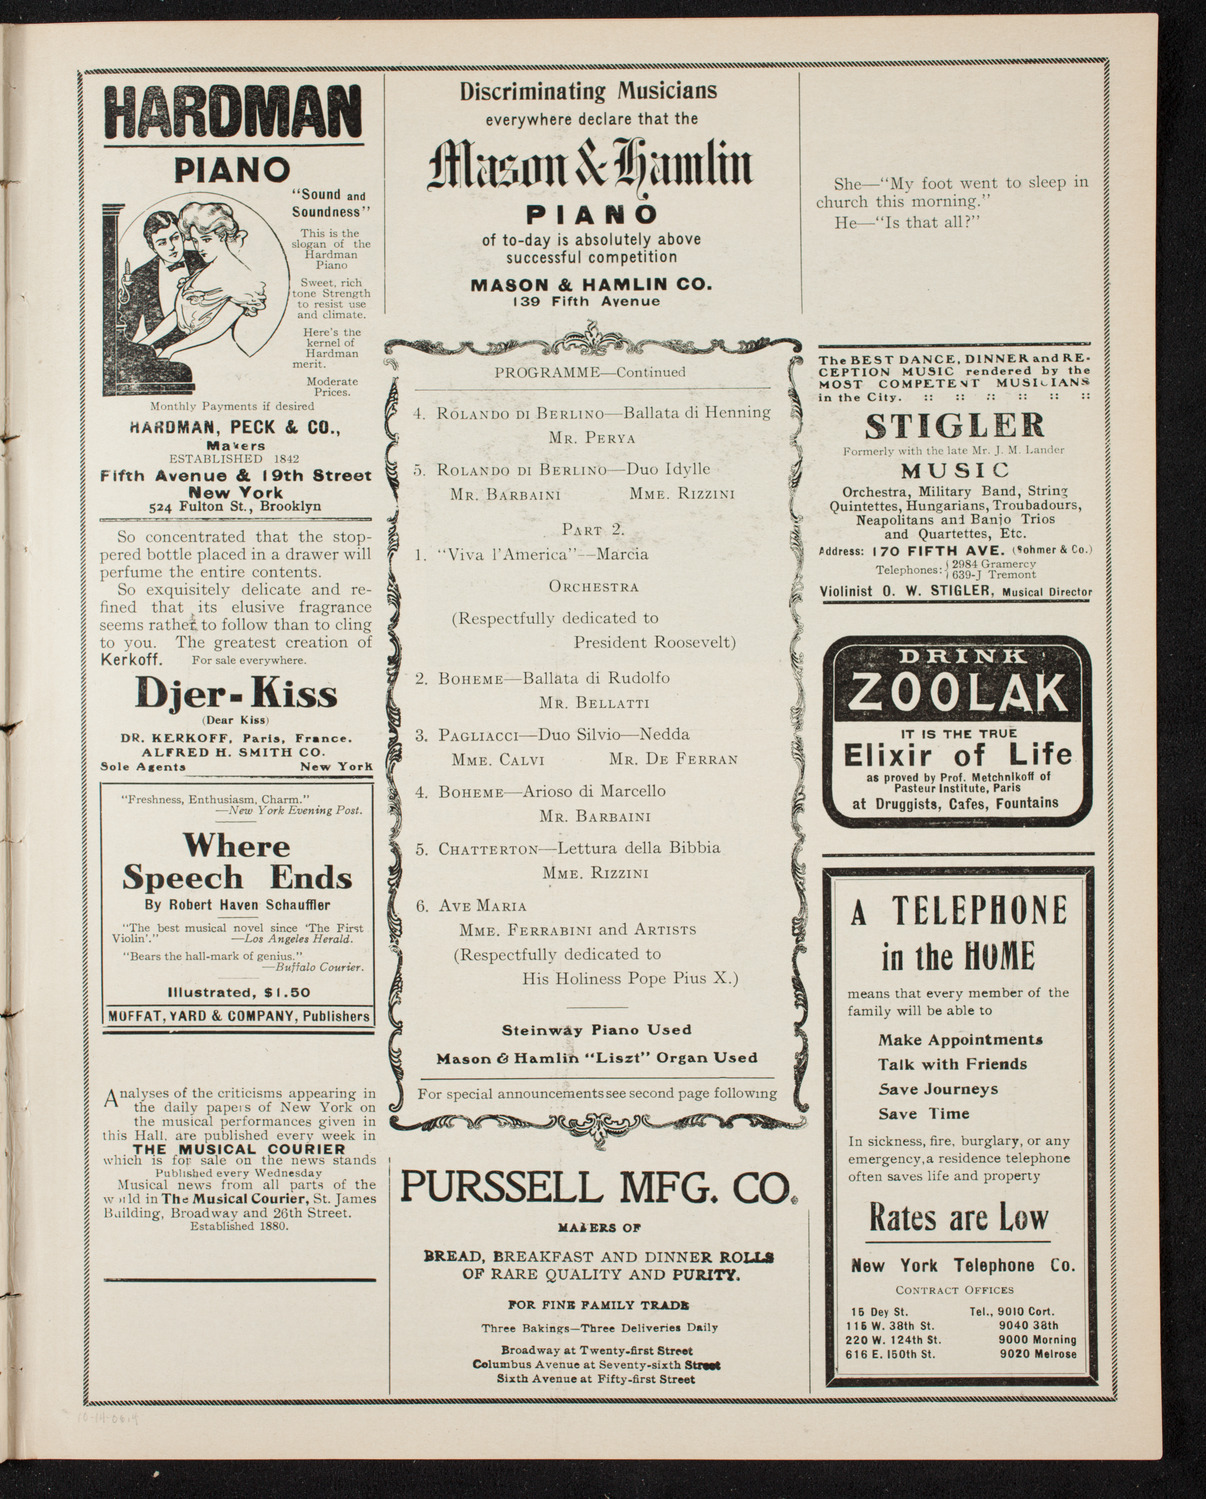 HARDMAN
PIANO
"Sound and
Soundness"
This is the
slogan of the
Hardman
Piano
Sweet, rich
tone Strength
to resist use
and climate.
Here's the
kernel of
Hardman
merit.
Moderate
Prices.
Monthly Payments if desired
HARDMAN, PECK & CO.,
Makers
ESTABLISHED 1842
Fifth Avenue & 19th Street
New York
524 Fulton St., Brooklyn
So concentrated that the stop-
pered bottle placed in a drawer will
perfume the entire contents.
So exquisitely delicate and re-
fined that its elusive fragrance
seems rather to follow than to cling
to you. The greatest creation of
Kerkoff. For sale everywhere.
Djer-Kiss
(Dear Kiss)
DR. KERKOFF, Paris, France.
ALFRED H. SMITH CO.
Sole Agents New York
"Freshness, Enthusiasm, Charm."
—New York Evening Post.
Where
Speech Ends
By Robert Haven Schauffler
"The best musical novel since 'The First
Violin'." —Los Angeles Herald.
"Bears the hall-mark of genius."
—Buffalo Courier.
Illustrated, $1.50
MOFFAT, YARD & COMPANY, Publishers
Analyses of the criticisms appearing in
the daily papers of New York on
the musical performances given in
this Hall, are published every week in
THE MUSICAL COURIER
which is for sale on the news stands
Published every Wednesday
Musical news from all parts of the
world in The Musical Courier, St. James
Building, Broadway and 26th Street.
Established 1880.
Discriminating Musicians
everywhere declare that the
Mason & Hamlin
PIANO
of to-day is absolutely above
successful competition
MASON & HAMLIN CO.
139 Fifth Avenue
PROGRAMME—Continued
4. ROLANDO DI BERLINO—Ballata di Henning
MR. PERYA
5. ROLANDO DI BERLINO—Duo Idylle
MR. BARBAINI MME. RIZZINI
PART 2.
1. "Viva l'America"—Marcia
ORCHESTRA
(Respectfully dedicated to
President Roosevelt)
2. BOHEME—Ballata di Rudolfo
MR. BELLATTI
3. PAGLIACCI—Duo Silvio—Nedda
MME. CALVI MR. DE FERRAN
4. BOHEME—Arioso di Marcello
MR. BARBAINI
5. CHATTERTON—Lettura della Bibbia
MME. RIZZINI
6. AVE MARIA
MME. FERRABINI and ARTISTS
(Respectfully dedicated to
His Holiness Pope Pius X.)
Steinway Piano Used
Mason & Hamlin "Liszt" Organ Used
For special announcements see second page following
PURSSELL MFG. CO.
MAKERS OF
BREAD, BREAKFAST AND DINNER ROLLS
OF RARE QUALITY AND PURITY.
FOR FINE FAMILY TRADE
Three Bakings—Three Deliveries Daily
Broadway at Twenty-first Street
Columbus Avenue at Seventy-sixth Street
Sixth Avenue at Fifty-first Street
She—"My foot went to sleep in
church this morning."
He—"Is that all?"
The BEST DANCE, DINNER and RE-
CEPTION MUSIC rendered by the
MOST COMPETENT MUSICIANS
in the City. :: :: :: :: :: ::
STIGLER
Formerly with the late Mr. J. M. Lander
MUSIC
Orchestra, Military Band, String
Quintettes, Hungarians, Troubadours,
Neapolitans and Banjo Trios
and Quartettes, Etc.
Address: 170 FIFTH AVE. (Sohmer & Co.)
Telephones: { 2984 Gramercy
639-J Tremont
Violinist O. W. STIGLER, Musical Director
DRINK
ZOOLAK
IT IS THE TRUE
Elixir of Life
as proved by Prof. Metchnikoff of
Pasteur Institute, Paris
at Druggists, Cafes, Fountains
A TELEPHONE
in the HOME
means that every member of the
family will be able to
Make Appointments
Talk with Friends
Save Journeys
Save Time
In sickness, fire, burglary, or any
emergency, a residence telephone
often saves life and property
Rates are Low
New York Telephone Co.
CONTRACT OFFICES
15 Dey St. Tel., 9010 Cort.
115 W. 38th St. 9040 38th
220 W. 124th St. 9000 Morning
616 E. 150th St. 9020 Melrose